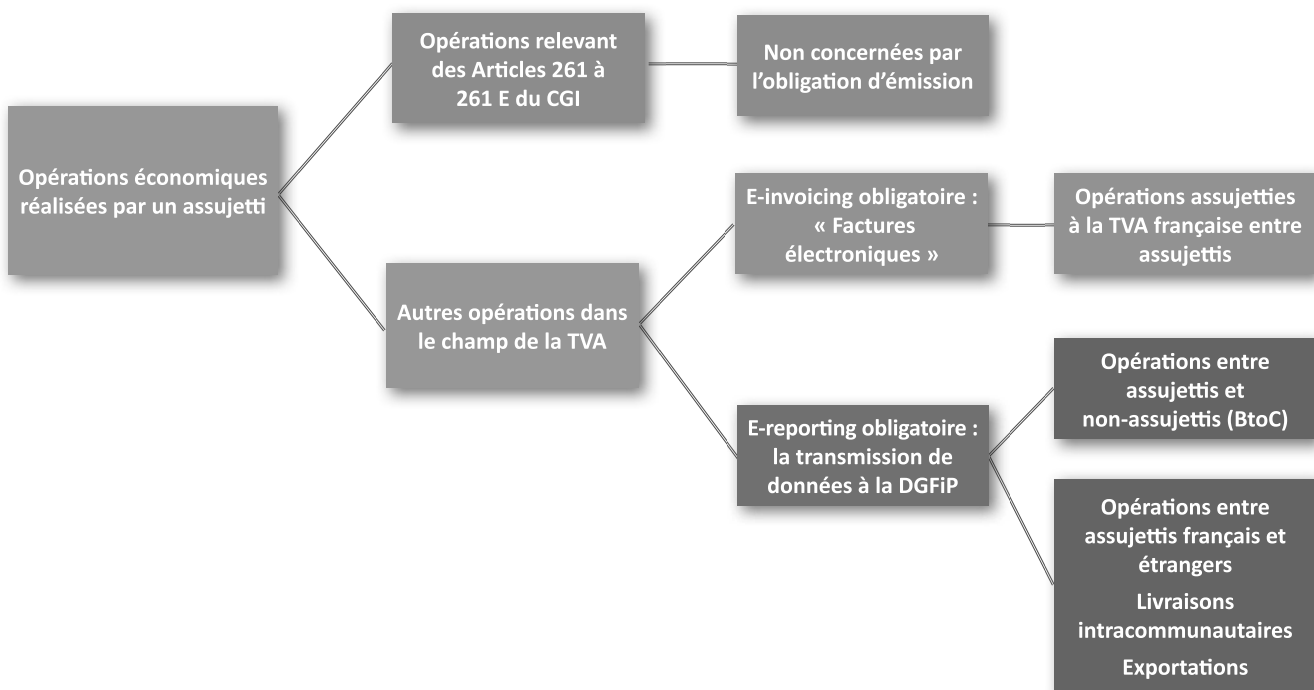 Opérations relevant
des Articles 261 à
261 E du CGI
Non concernées par
l’obligation d’émission
Opérations économiques
réalisées par un assujetti
E-invoicing obligatoire :
« Factures
électroniques »
Opérations assujetties
à la TVA française entre
assujettis
Autres opérations dans
le champ de la TVA
E-reporting obligatoire :
la transmission de
données à la DGFiP
Opérations entre
assujettis et
non-assujettis (BtoC)
Opérations entre
assujettis français et
étrangers
Livraisons
intracommunautaires
Exportations